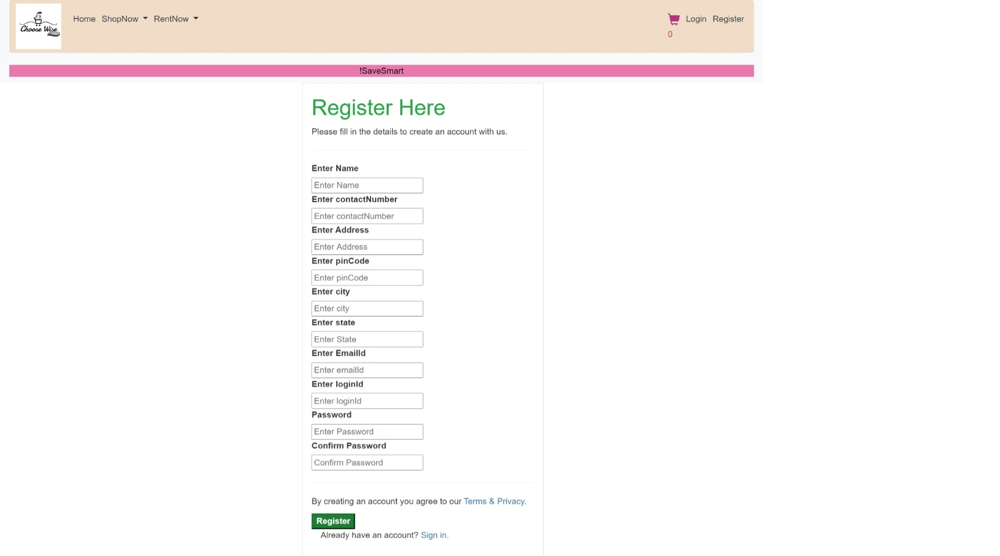 Choose Wise
Home ShopNow RentNow
Login Register
0
!SaveSmart
Register Here
Please fill in the details to create an account with us.
Enter Name
Enter Name
Enter contactNumber
Enter contactNumber
Enter Address
Enter Address
Enter pinCode
Enter pinCode
Enter city
Enter city
Enter state
Enter State
Enter EmailId
Enter emailId
Enter loginId
Enter loginId
Password
Enter Password
Confirm Password
Confirm Password
By creating an account you agree to our Terms & Privacy.
Register
Already have an account? Sign in.